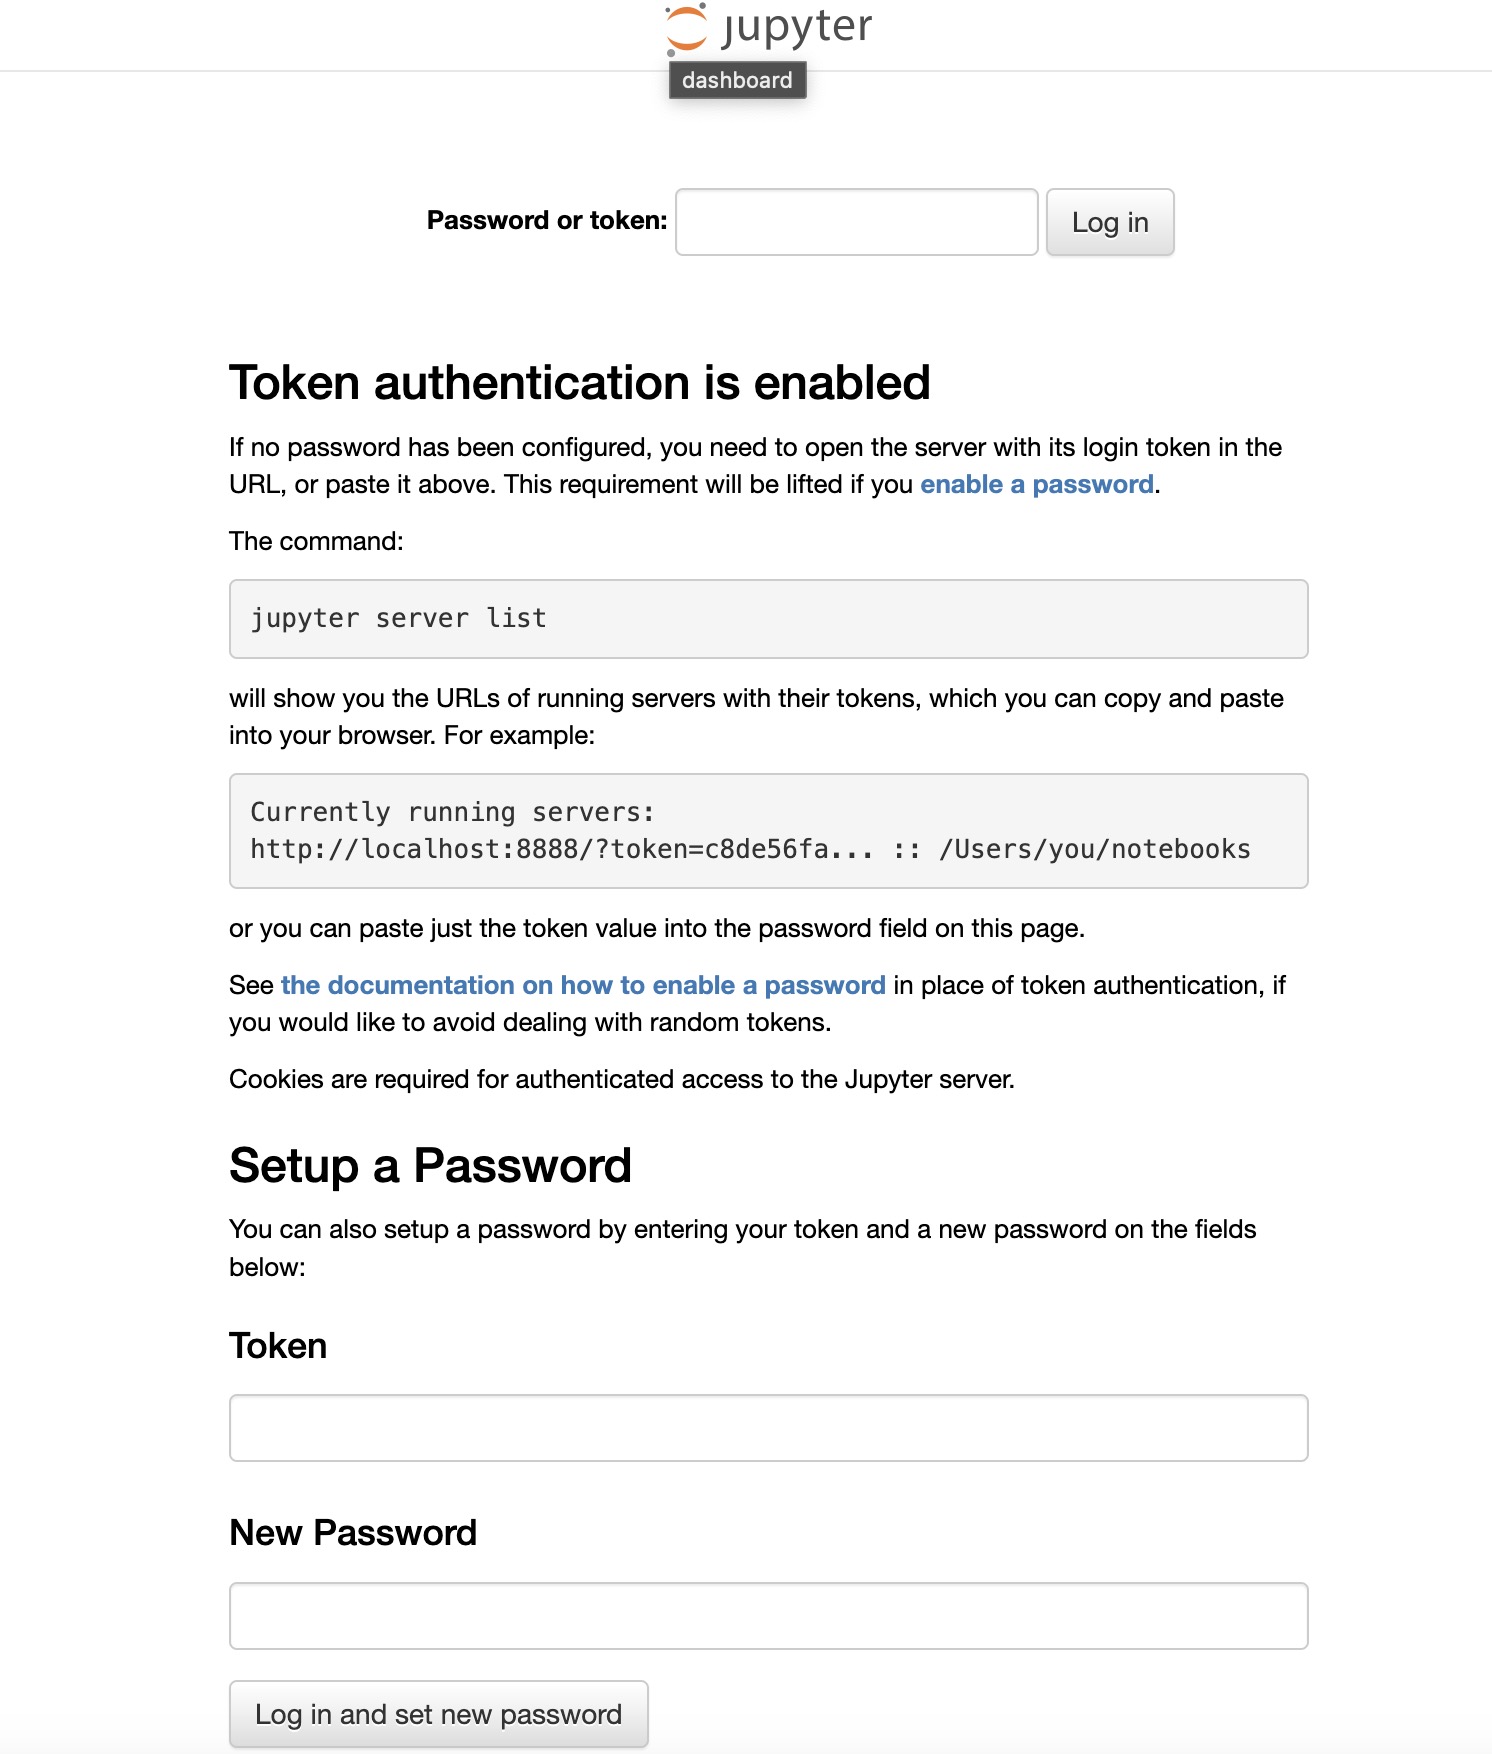 jupyter
dashboard
Password or token:
Log in
Token authentication is enabled
If no password has been configured, you need to open the server with its login token in the
URL, or paste it above. This requirement will be lifted if you enable a password.
The command:
jupyter server list
will show you the URLs of running servers with their tokens, which you can copy and paste
into your browser. For example:
Currently running servers:
http://localhost:8888/?token=c8de56fa... :: /Users/you/notebooks
or you can paste just the token value into the password field on this page.
See the documentation on how to enable a password in place of token authentication, if
you would like to avoid dealing with random tokens.
Cookies are required for authenticated access to the Jupyter server.
Setup a Password
You can also setup a password by entering your token and a new password on the fields
below:
Token
New Password
Log in and set new password